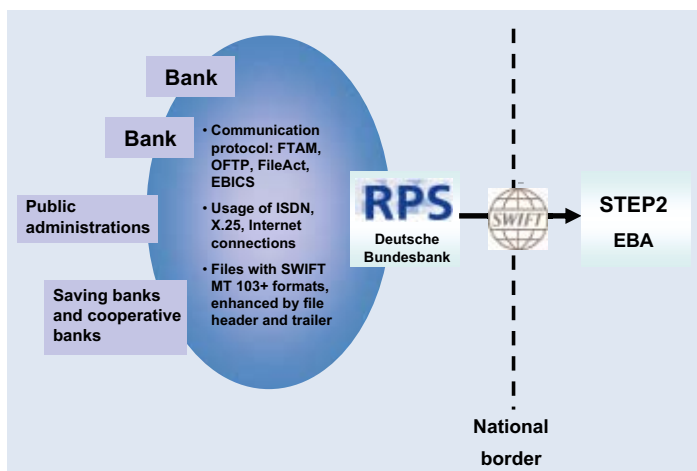 Bank
Bank
Public
administrations
Saving banks
and cooperative
banks
• Communication
protocol: FTAM,
OFTP, FileAct,
EBICS
• Usage of ISDN,
X.25, Internet
connections
• Files with SWIFT
MT 103+ formats,
enhanced by file
header and trailer
RPS
Deutsche
Bundesbank
SWIFT
STEP2
EBA
National
border